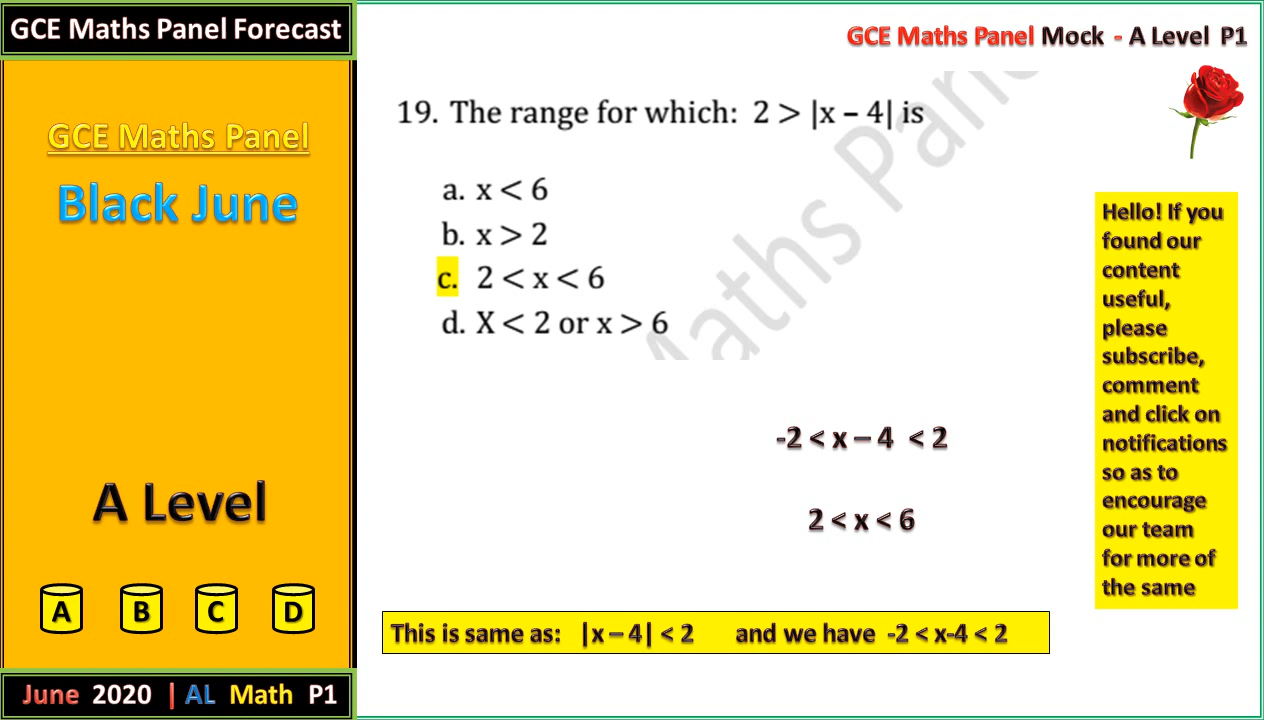 GCE Maths Panel Forecast
GCE Maths Panel
Black June
A Level
A B C D
June 2020 | AL Math P1
GCE Maths Panel Mock - A Level P1
19. The range for which: 2 > |x – 4| is
a. x < 6
b. x > 2
c. 2 < x < 6
d. X < 2 or x > 6
Maths Panel
-2 < x – 4 < 2
2 < x < 6
This is same as: |x – 4| < 2 and we have -2 < x-4 < 2
Hello! If you
found our
content
useful,
please
subscribe,
comment
and click on
notifications
so as to
encourage
our team
for more of
the same